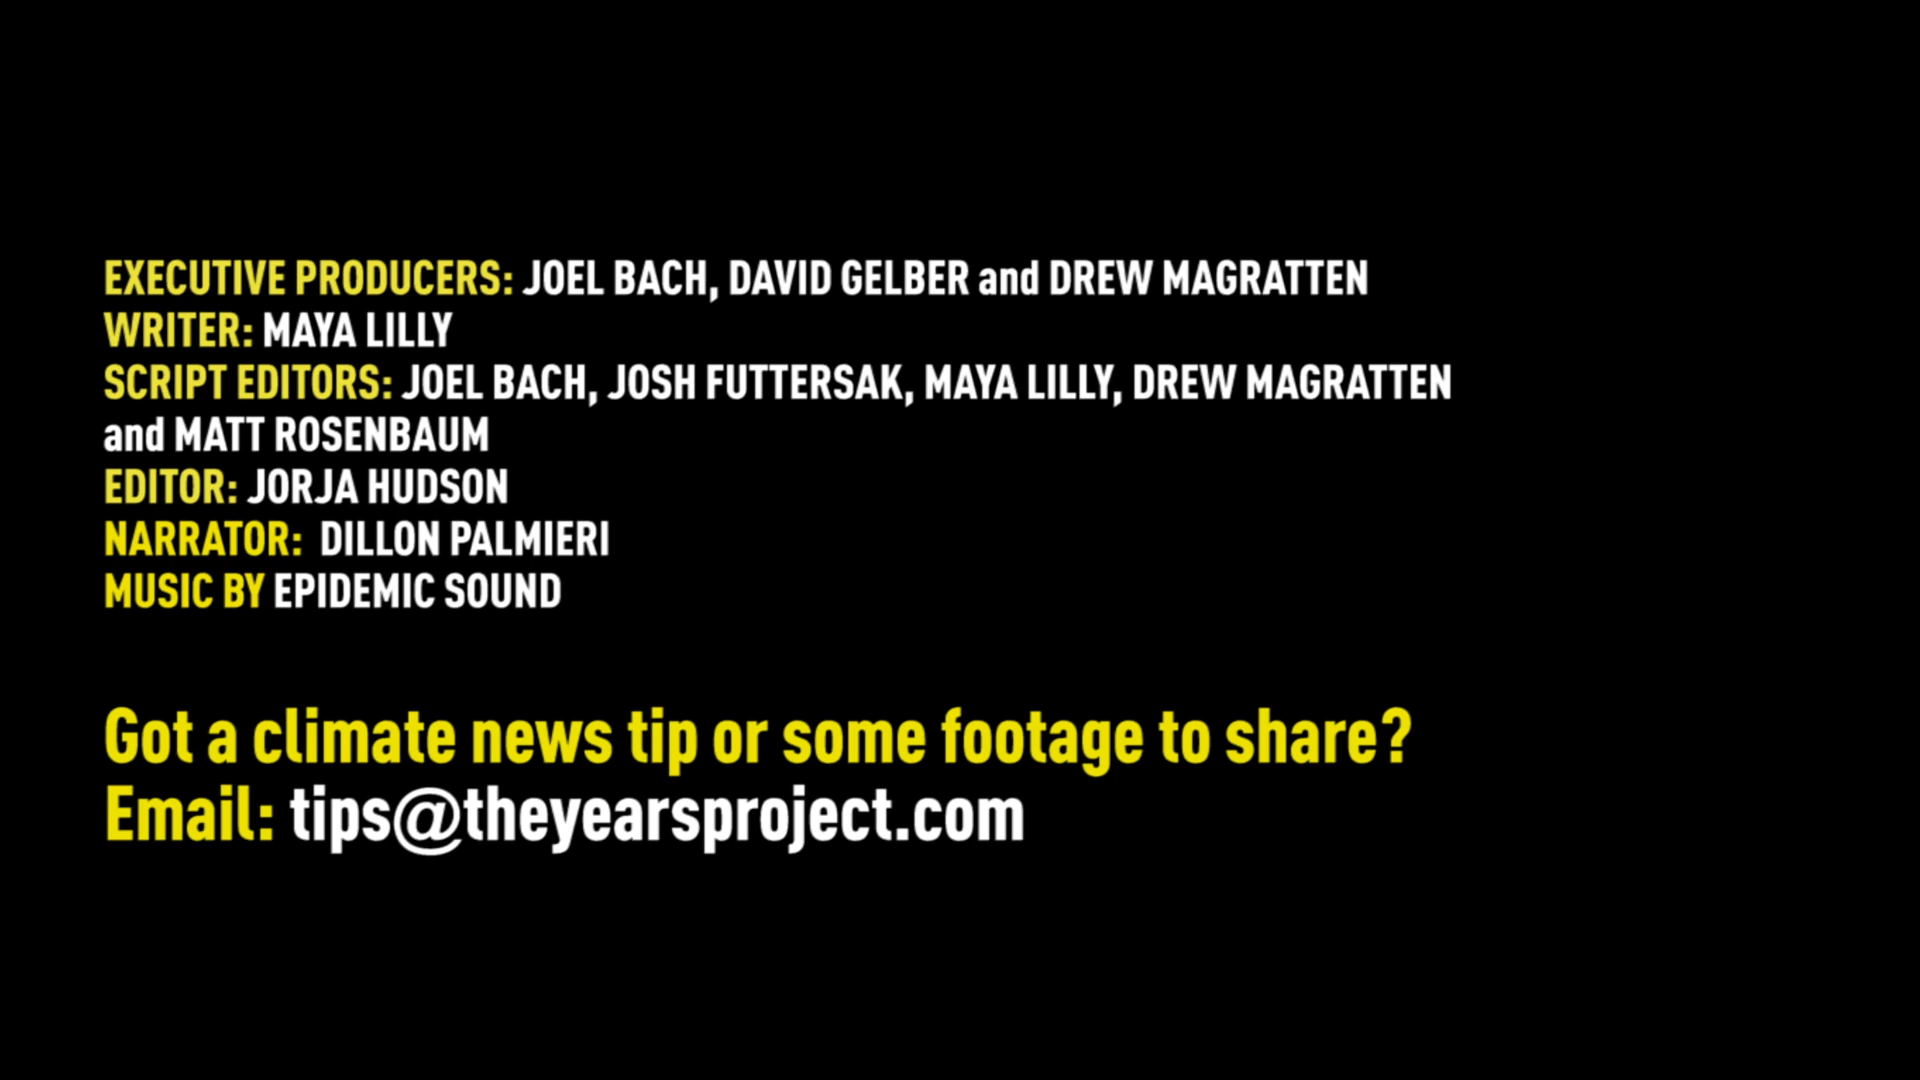 EXECUTIVE PRODUCERS: JOEL BACH, DAVID GELBER and DREW MAGRATTEN
WRITER: MAYA LILLY
SCRIPT EDITORS: JOEL BACH, JOSH FUTTERSAK, MAYA LILLY, DREW MAGRATTEN
and MATT ROSENBAUM
EDITOR: JORJA HUDSON
NARRATOR: DILLON PALMIERI
MUSIC BY EPIDEMIC SOUND
Got a climate news tip or some footage to share?
Email: tips@theyearsproject.com